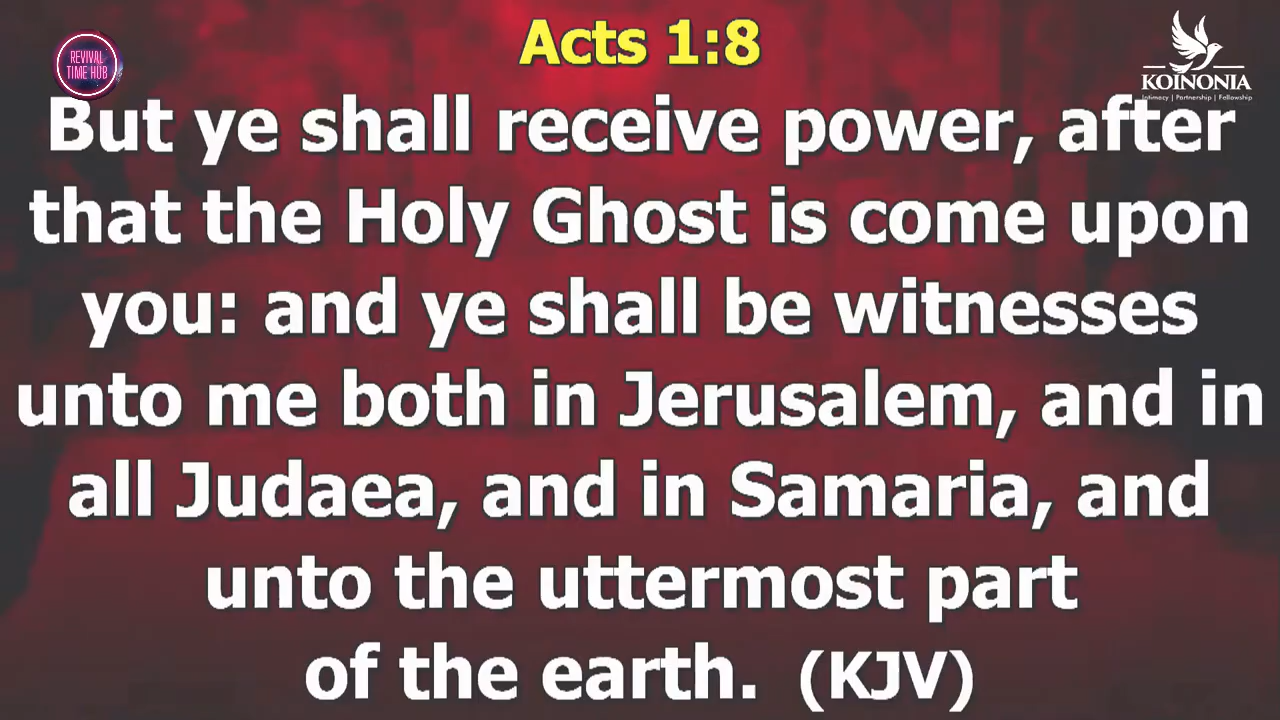 Acts 1:8
REVIVAL
TIME HUB
KOINONIA
Intimacy | Partnership | Fellowship
But ye shall receive power, after
that the Holy Ghost is come upon
you: and ye shall be witnesses
unto me both in Jerusalem, and in
all Judaea, and in Samaria, and
unto the uttermost part
of the earth. (KJV)